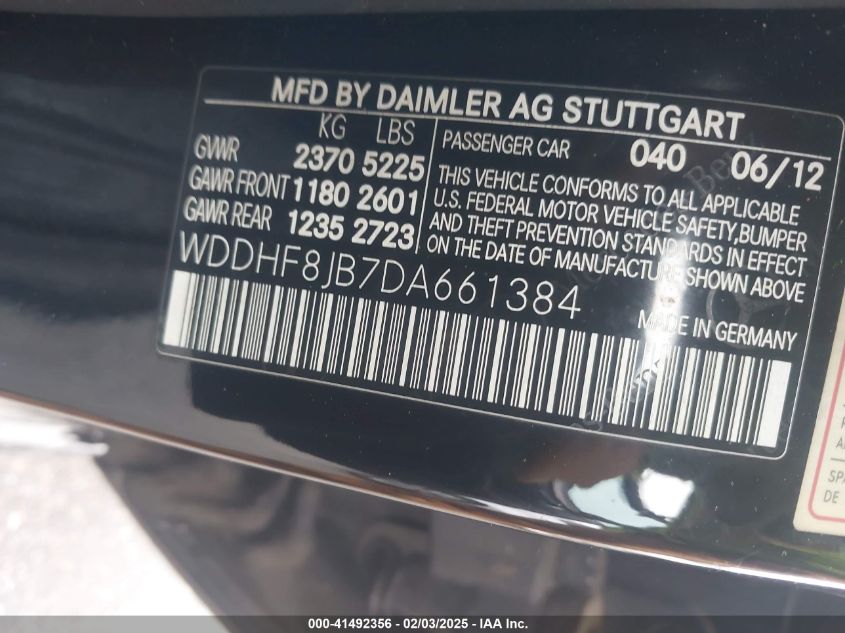 MFD BY DAIMLER AG STUTTGART
KG LBS
GVWR 2370 5225
GAWR FRONT 1180 2601
GAWR REAR 1235 2723
PASSENGER CAR 040 06/12
THIS VEHICLE CONFORMS TO ALL APPLICABLE
U.S. FEDERAL MOTOR VEHICLE SAFETY,BUMPER
AND THEFT PREVENTION STANDARDS IN EFFECT
ON THE DATE OF MANUFACTURE SHOWN ABOVE
WDDHF8JB7DA661384
MADE IN GERMANY
SPA
DE
000-41492356 - 02/03/2025 - IAA Inc.